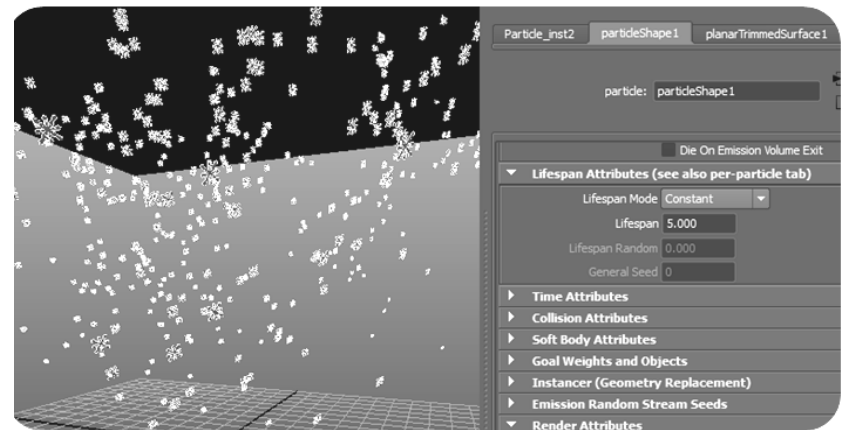 Particle_inst2 particleShape1 planarTrimmedSurface1
particle: particleShape1
Die On Emission Volume Exit
Lifespan Attributes (see also per-particle tab)
Lifespan Mode Constant
Lifespan 5.000
Lifespan Random 0.000
General Seed 0
Time Attributes
Collision Attributes
Soft Body Attributes
Goal Weights and Objects
Instancer (Geometry Replacement)
Emission Random Stream Seeds
Render Attributes